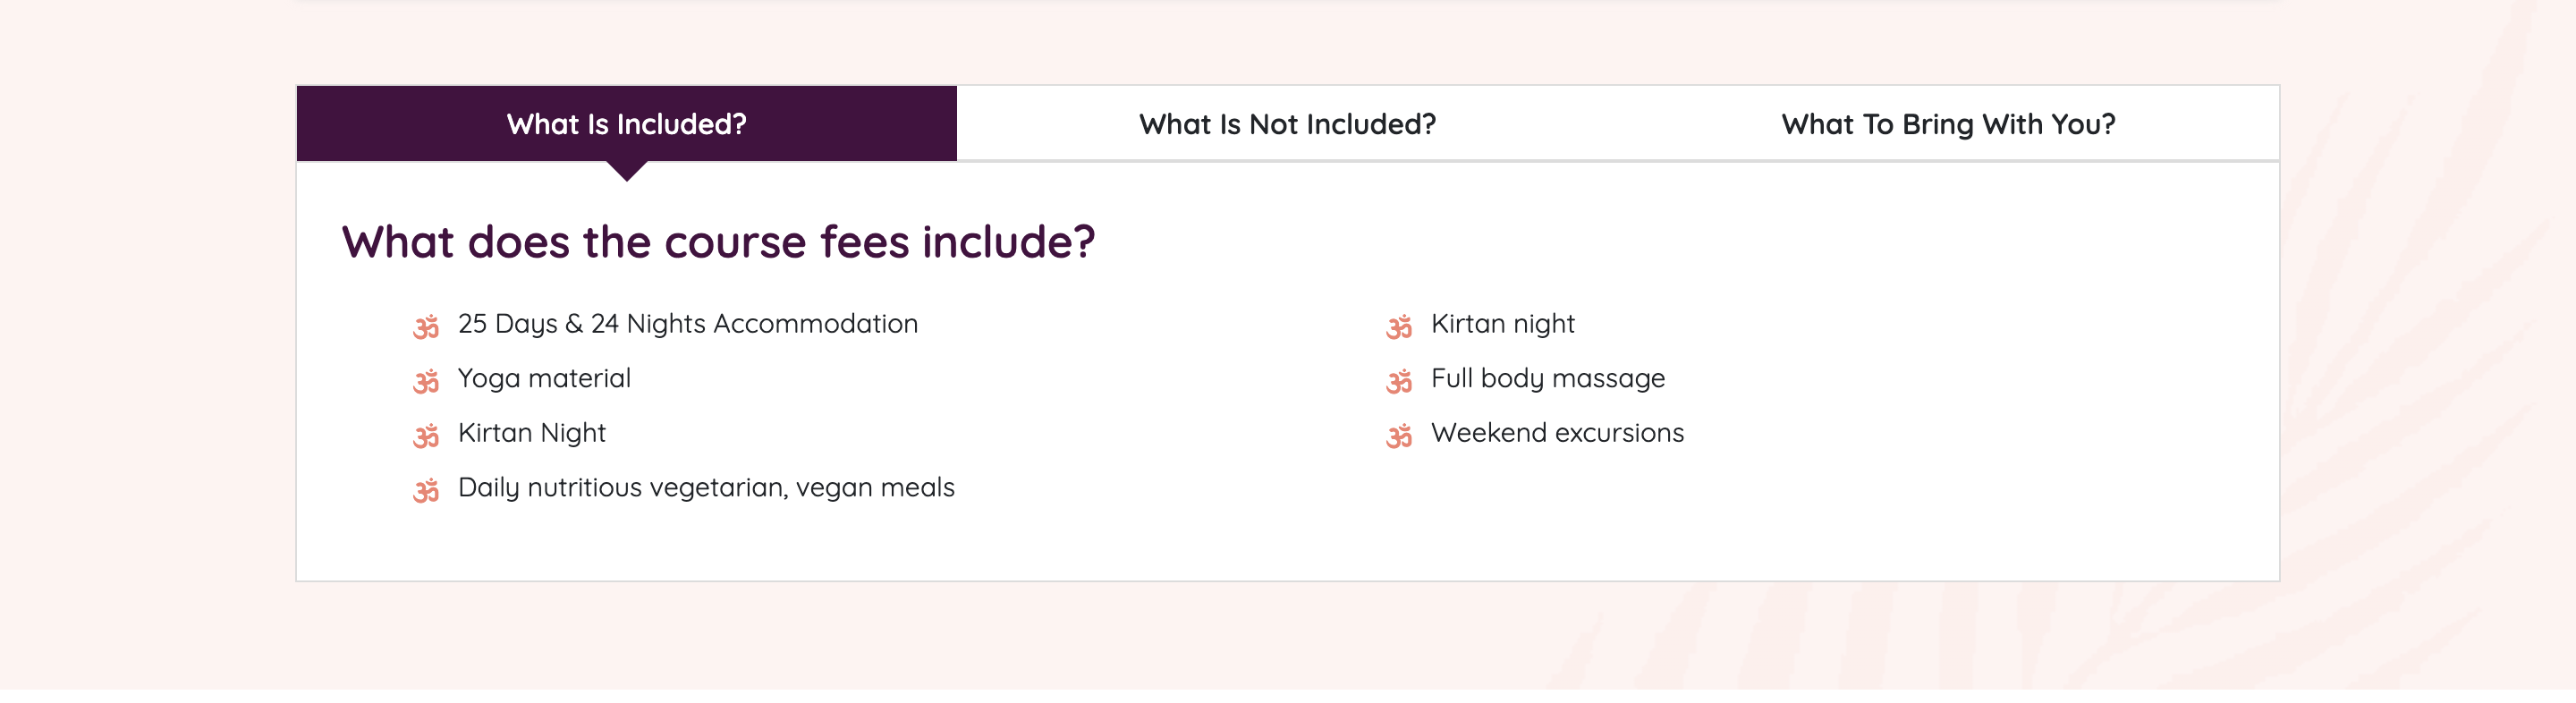 What Is Included?
What Is Not Included?
What To Bring With You?
What does the course fees include?
ॐ 25 Days & 24 Nights Accommodation
ॐ Yoga material
ॐ Kirtan Night
ॐ Daily nutritious vegetarian, vegan meals
ॐ Kirtan night
ॐ Full body massage
ॐ Weekend excursions